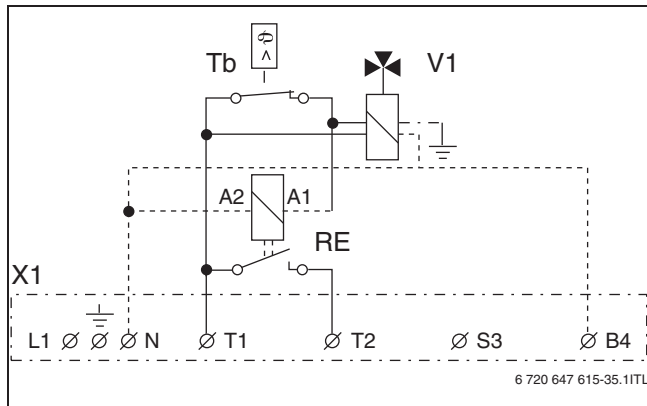 ϑ <
Tb
V1
A2 A1
RE
X1
L1 N T1 T2 S3 B4
6 720 647 615-35.1ITL